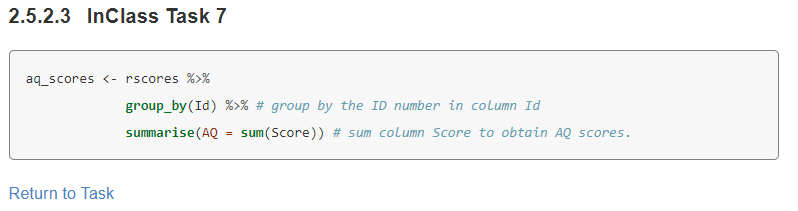 2.5.2.3 InClass Task 7
aq_scores <- rscores %>%
group_by(Id) %>% # group by the ID number in column Id
summarise(AQ = sum(Score)) # sum column Score to obtain AQ scores.
Return to Task